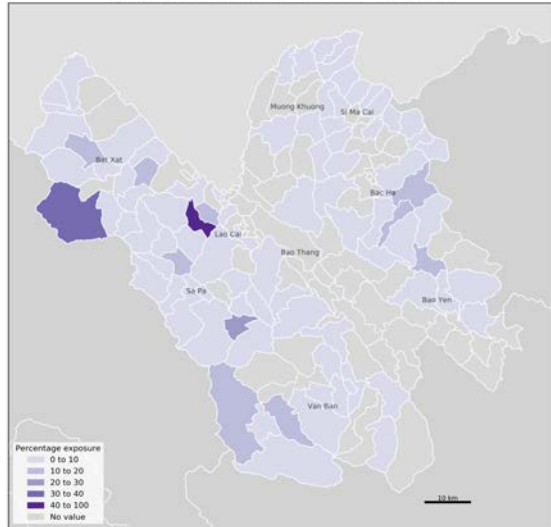 Muong Khuong
Si Ma Cai
Bat Xat
Bac Ha
Lao Cai
Bao Thang
Sa Pa
Bao Yen
Van Ban
Percentage exposure
0 to 10
10 to 20
20 to 30
30 to 40
40 to 100
No value
10 km